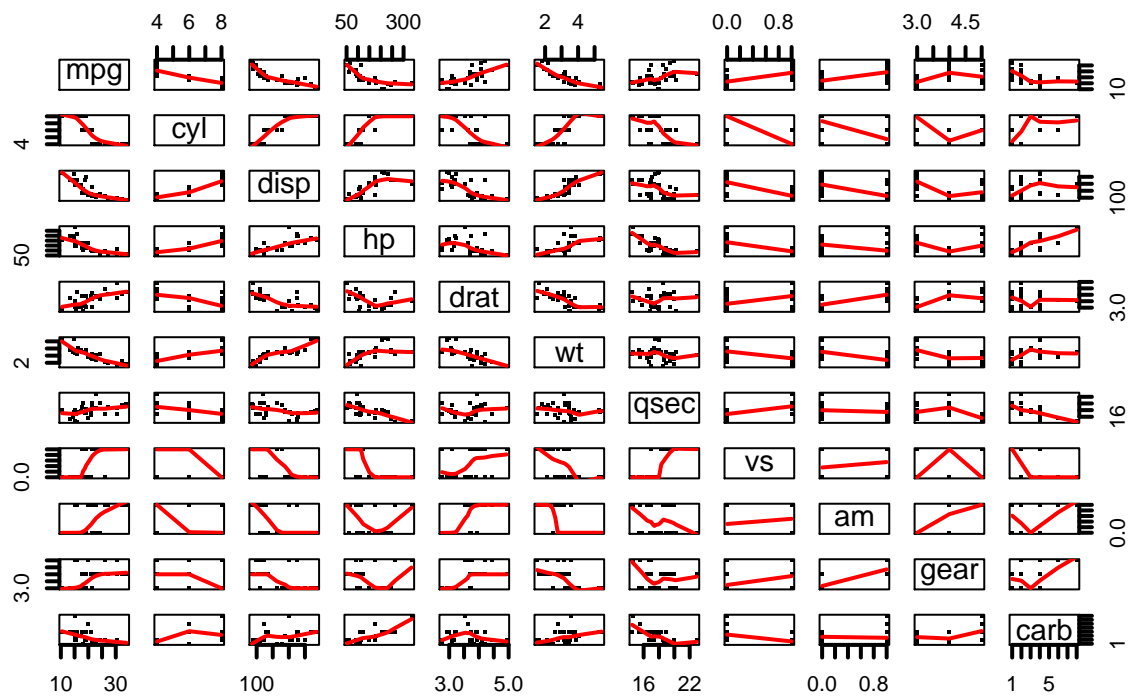 4 6 8 50 300 2 4 0.0 1.0 3.0 4.5
mpg 10
4 cyl
disp 100
50 hp
drat 3.0
2 wt
qsec 16
0.0 vs
am 0.0
3.0 gear
carb 1
10 30 100 3.0 5.0 16 22 0.0 1.0 1 5